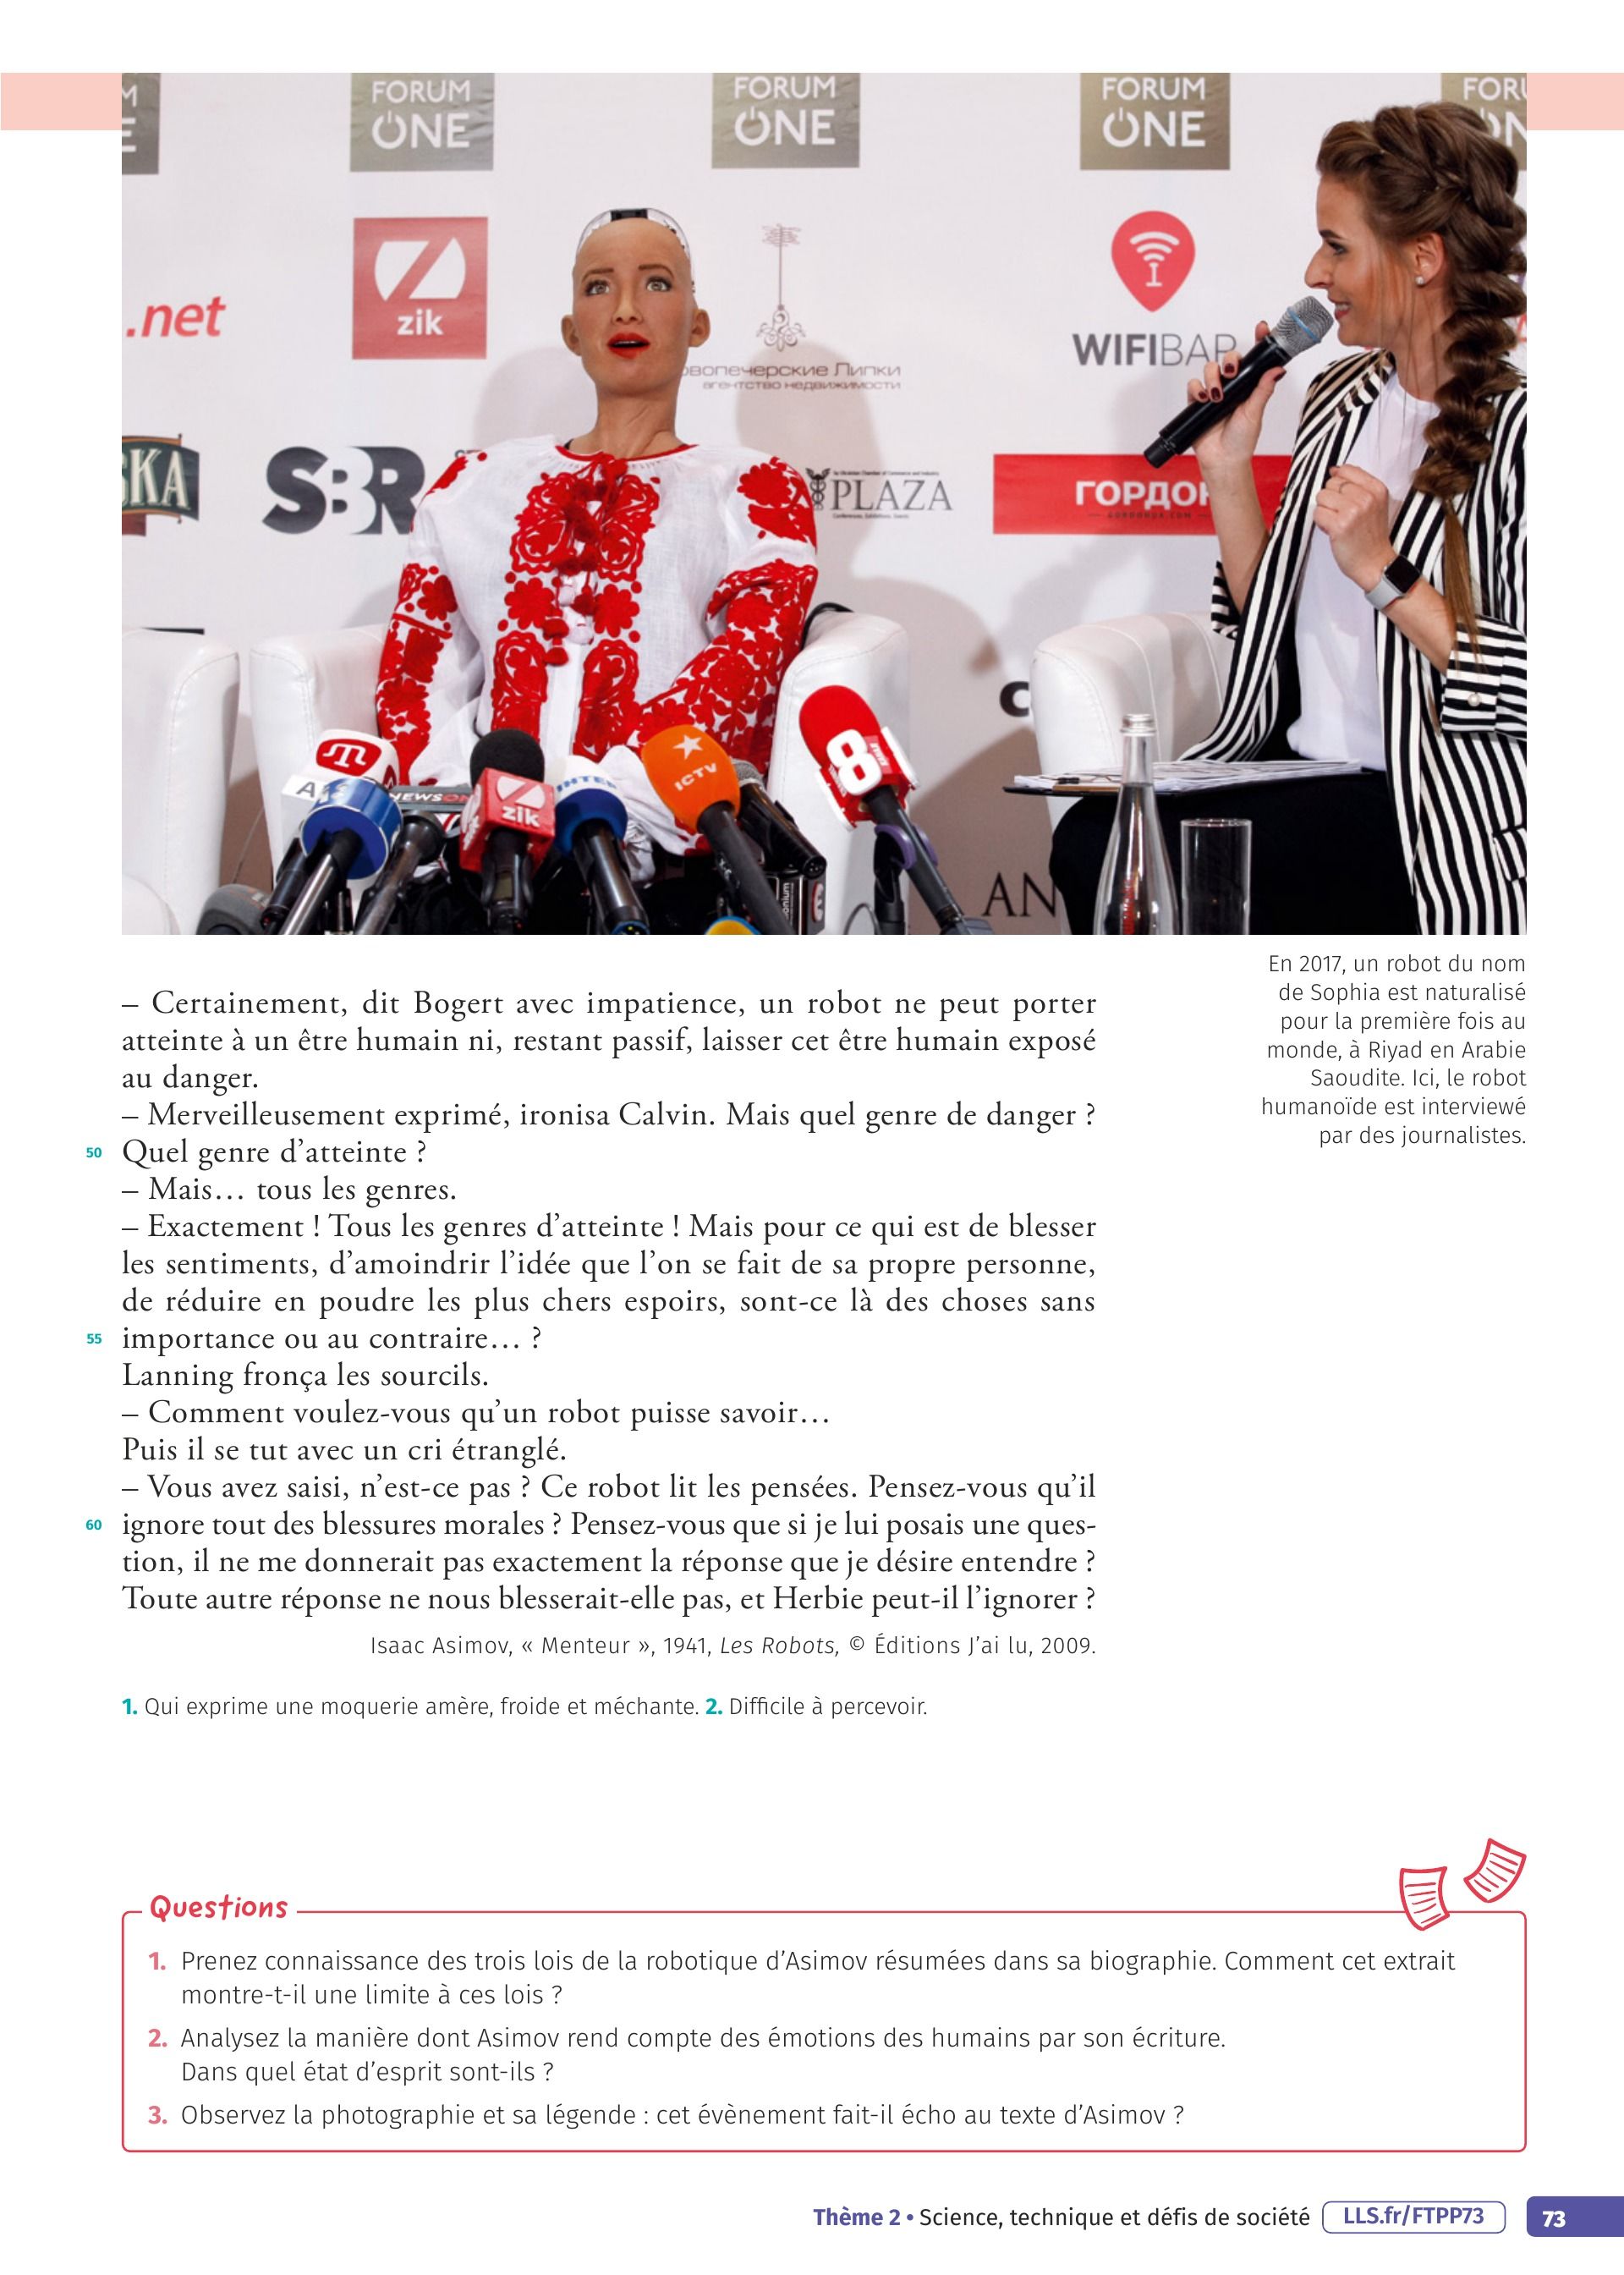 FORUM
ONE
FORUM
ONE
FORUM
ONE
.net
zik
WIFIBAR
агентство недвижимости
SBR
PLAZA
zik
ICTV
8
AN
En 2017, un robot du nom
de Sophia est naturalisé
pour la première fois au
monde, à Riyad en Arabie
Saoudite. Ici, le robot
humanoïde est interviewé
par des journalistes.
– Certainement, dit Bogert avec impatience, un robot ne peut porter
atteinte à un être humain ni, restant passif, laisser cet être humain exposé
au danger.
– Merveilleusement exprimé, ironisa Calvin. Mais quel genre de danger ?
50 Quel genre d’atteinte ?
– Mais… tous les genres.
– Exactement ! Tous les genres d’atteinte ! Mais pour ce qui est de blesser
les sentiments, d’amoindrir l’idée que l’on se fait de sa propre personne,
de réduire en poudre les plus chers espoirs, sont-ce là des choses sans
55 importance ou au contraire… ?
Lanning fronça les sourcils.
– Comment voulez-vous qu’un robot puisse savoir…
Puis il se tut avec un cri étranglé.
– Vous avez saisi, n’est-ce pas ? Ce robot lit les pensées. Pensez-vous qu’il
60 ignore tout des blessures morales ? Pensez-vous que si je lui posais une ques-
tion, il ne me donnerait pas exactement la réponse que je désire entendre ?
Toute autre réponse ne nous blesserait-elle pas, et Herbie peut-il l’ignorer ?
Isaac Asimov, « Menteur », 1941, Les Robots, © Éditions J’ai lu, 2009.
1. Qui exprime une moquerie amère, froide et méchante. 2. Difficile à percevoir.
Questions
1. Prenez connaissance des trois lois de la robotique d’Asimov résumées dans sa biographie. Comment cet extrait
montre-t-il une limite à ces lois ?
2. Analysez la manière dont Asimov rend compte des émotions des humains par son écriture.
Dans quel état d’esprit sont-ils ?
3. Observez la photographie et sa légende : cet évènement fait-il écho au texte d’Asimov ?
Thème 2 • Science, technique et défis de société LLS.fr/FTPP73 73